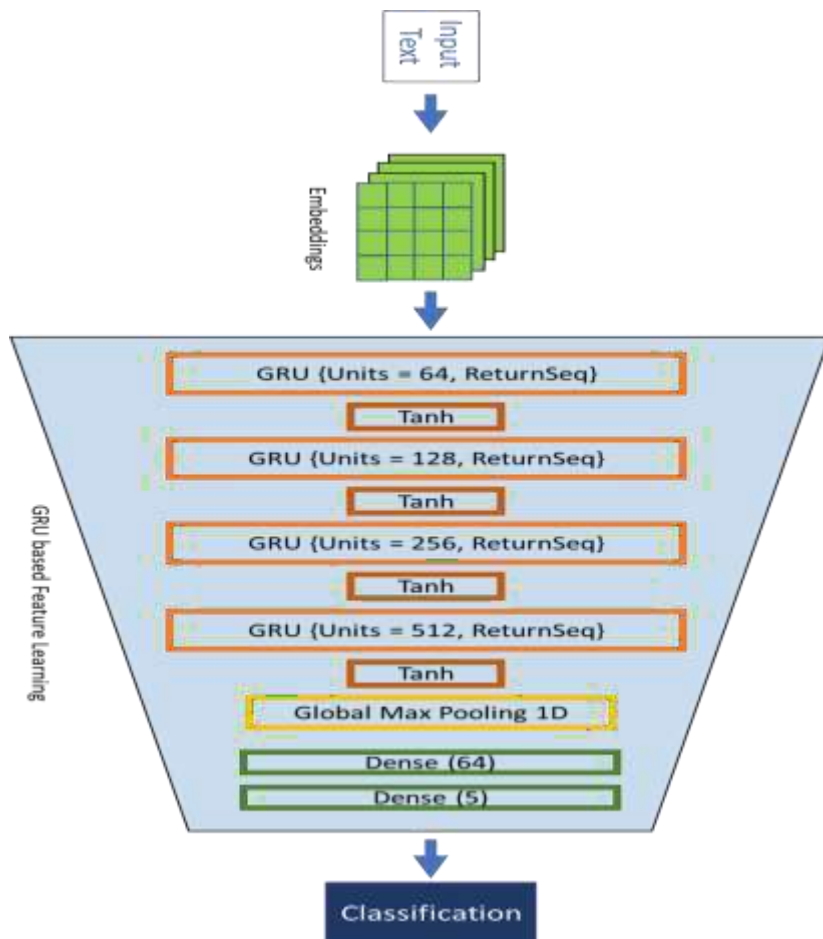 Input
Text
Embeddings
GRU based Feature Learning
GRU {Units = 64, ReturnSeq}
Tanh
GRU {Units = 128, ReturnSeq}
Tanh
GRU {Units = 256, ReturnSeq}
Tanh
GRU {Units = 512, ReturnSeq}
Tanh
Global Max Pooling 1D
Dense (64)
Dense (5)
Classification